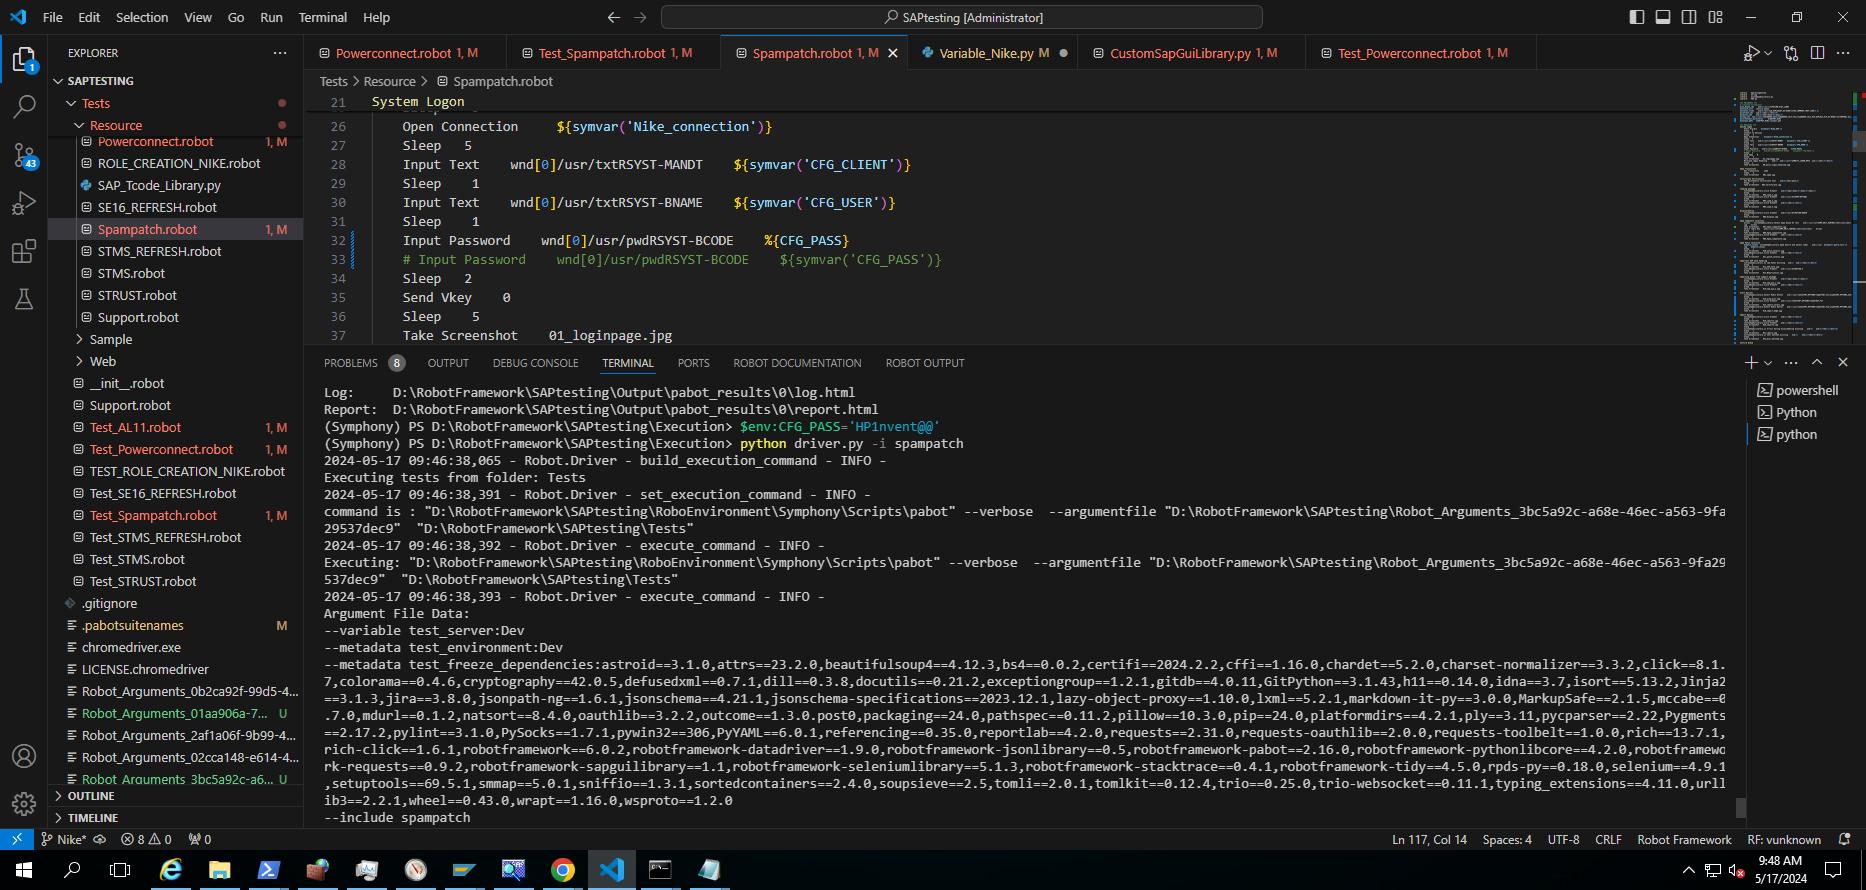 File Edit Selection View Go Run Terminal Help
SAPtesting [Administrator]
EXPLORER
SAPTESTING
Tests
Resource
Powerconnect.robot 1, M
ROLE_CREATION_NIKE.robot
SAP_Tcode_Library.py
SE16_REFRESH.robot
Spampatch.robot 1, M
STMS_REFRESH.robot
STMS.robot
STRUST.robot
Support.robot
Sample
Web
__init__.robot
Support.robot
Test_AL11.robot 1, M
Test_Powerconnect.robot 1, M
TEST_ROLE_CREATION_NIKE.robot
Test_SE16_REFRESH.robot
Test_Spampatch.robot 1, M
Test_STMS_REFRESH.robot
Test_STMS.robot
Test_STRUST.robot
.gitignore
.pabotsuitenames M
chromedriver.exe
LICENSE.chromedriver
Robot_Arguments_0b2ca92f-99d5-4...
Robot_Arguments_01aa906a-7... U
Robot_Arguments_2af1a06f-9b99-4...
Robot_Arguments_02cca148-e614-4...
Robot_Arguments_3bc5a92c-a6... U
OUTLINE
TIMELINE
1
43
Powerconnect.robot 1, M
Test_Spampatch.robot 1, M
Spampatch.robot 1, M
Variable_Nike.py M
CustomSapGuiLibrary.py 1, M
Test_Powerconnect.robot 1, M
Tests > Resource > Spampatch.robot
21 System Logon
26 Open Connection ${symvar('Nike_connection')}
27 Sleep 5
28 Input Text wnd[0]/usr/txtRSYST-MANDT ${symvar('CFG_CLIENT')}
29 Sleep 1
30 Input Text wnd[0]/usr/txtRSYST-BNAME ${symvar('CFG_USER')}
31 Sleep 1
32 Input Password wnd[0]/usr/pwdRSYST-BCODE %{CFG_PASS}
33 # Input Password wnd[0]/usr/pwdRSYST-BCODE ${symvar('CFG_PASS')}
34 Sleep 2
35 Send Vkey 0
36 Sleep 5
37 Take Screenshot 01_loginpage.jpg
PROBLEMS 8 OUTPUT DEBUG CONSOLE TERMINAL PORTS ROBOT DOCUMENTATION ROBOT OUTPUT
Log: D:\RobotFramework\SAPtesting\Output\pabot_results\0\log.html
Report: D:\RobotFramework\SAPtesting\Output\pabot_results\0\report.html
(Symphony) PS D:\RobotFramework\SAPtesting\Execution> $env:CFG_PASS='HP1nvent@@'
(Symphony) PS D:\RobotFramework\SAPtesting\Execution> python driver.py -i spampatch
2024-05-17 09:46:38,065 - Robot.Driver - build_execution_command - INFO -
Executing tests from folder: Tests
2024-05-17 09:46:38,391 - Robot.Driver - set_execution_command - INFO -
command is : "D:\RobotFramework\SAPtesting\RoboEnvironment\Symphony\Scripts\pabot" --verbose --argumentfile "D:\RobotFramework\SAPtesting\Robot_Arguments_3bc5a92c-a68e-46ec-a563-9fa
29537dec9" "D:\RobotFramework\SAPtesting\Tests"
2024-05-17 09:46:38,392 - Robot.Driver - execute_command - INFO -
Executing: "D:\RobotFramework\SAPtesting\RoboEnvironment\Symphony\Scripts\pabot" --verbose --argumentfile "D:\RobotFramework\SAPtesting\Robot_Arguments_3bc5a92c-a68e-46ec-a563-9fa29
537dec9" "D:\RobotFramework\SAPtesting\Tests"
2024-05-17 09:46:38,393 - Robot.Driver - execute_command - INFO -
Argument File Data:
--variable test_server:Dev
--metadata test_environment:Dev
--metadata test_freeze_dependencies:astroid==3.1.0,attrs==23.2.0,beautifulsoup4==4.12.3,bs4==0.0.2,certifi==2024.2.2,cffi==1.16.0,chardet==5.2.0,charset-normalizer==3.3.2,click==8.1.
7,colorama==0.4.6,cryptography==42.0.5,defusedxml==0.7.1,dill==0.3.8,docutils==0.21.2,exceptiongroup==1.2.1,gitdb==4.0.11,GitPython==3.1.43,h11==0.14.0,idna==3.7,isort==5.13.2,Jinja2
==3.1.3,jira==3.8.0,jsonpath-ng==1.6.1,jsonschema==4.21.1,jsonschema-specifications==2023.12.1,lazy-object-proxy==1.10.0,lxml==5.2.1,markdown-it-py==3.0.0,MarkupSafe==2.1.5,mccabe==0
.7.0,mdurl==0.1.2,natsort==8.4.0,oauthlib==3.2.2,outcome==1.3.0.post0,packaging==24.0,pathspec==0.11.2,pillow==10.3.0,pip==24.0,platformdirs==4.2.1,ply==3.11,pycparser==2.22,Pygments
==2.17.2,pylint==3.1.0,PySocks==1.7.1,pywin32==306,PyYAML==6.0.1,referencing==0.35.0,reportlab==4.2.0,requests==2.31.0,requests-oauthlib==2.0.0,requests-toolbelt==1.0.0,rich==13.7.1,
rich-click==1.6.1,robotframework==6.0.2,robotframework-datadriver==1.9.0,robotframework-jsonlibrary==0.5,robotframework-pabot==2.16.0,robotframework-pythonlibcore==4.2.0,robotframewo
rk-requests==0.9.2,robotframework-sapguilibrary==1.1,robotframework-seleniumlibrary==5.1.3,robotframework-stacktrace==0.4.1,robotframework-tidy==4.5.0,rpds-py==0.18.0,selenium==4.9.1
,setuptools==69.5.1,smmap==5.0.1,sniffio==1.3.1,sortedcontainers==2.4.0,soupsieve==2.5,tomli==2.0.1,tomlkit==0.12.4,trio==0.25.0,trio-websocket==0.11.1,typing_extensions==4.11.0,urll
ib3==2.2.1,wheel==0.43.0,wrapt==1.16.0,wsproto==1.2.0
--include spampatch
powershell
Python
python
Nike* 8 0 0
Ln 117, Col 14 Spaces: 4 UTF-8 CRLF Robot Framework RF: vunknown
9:48 AM
5/17/2024